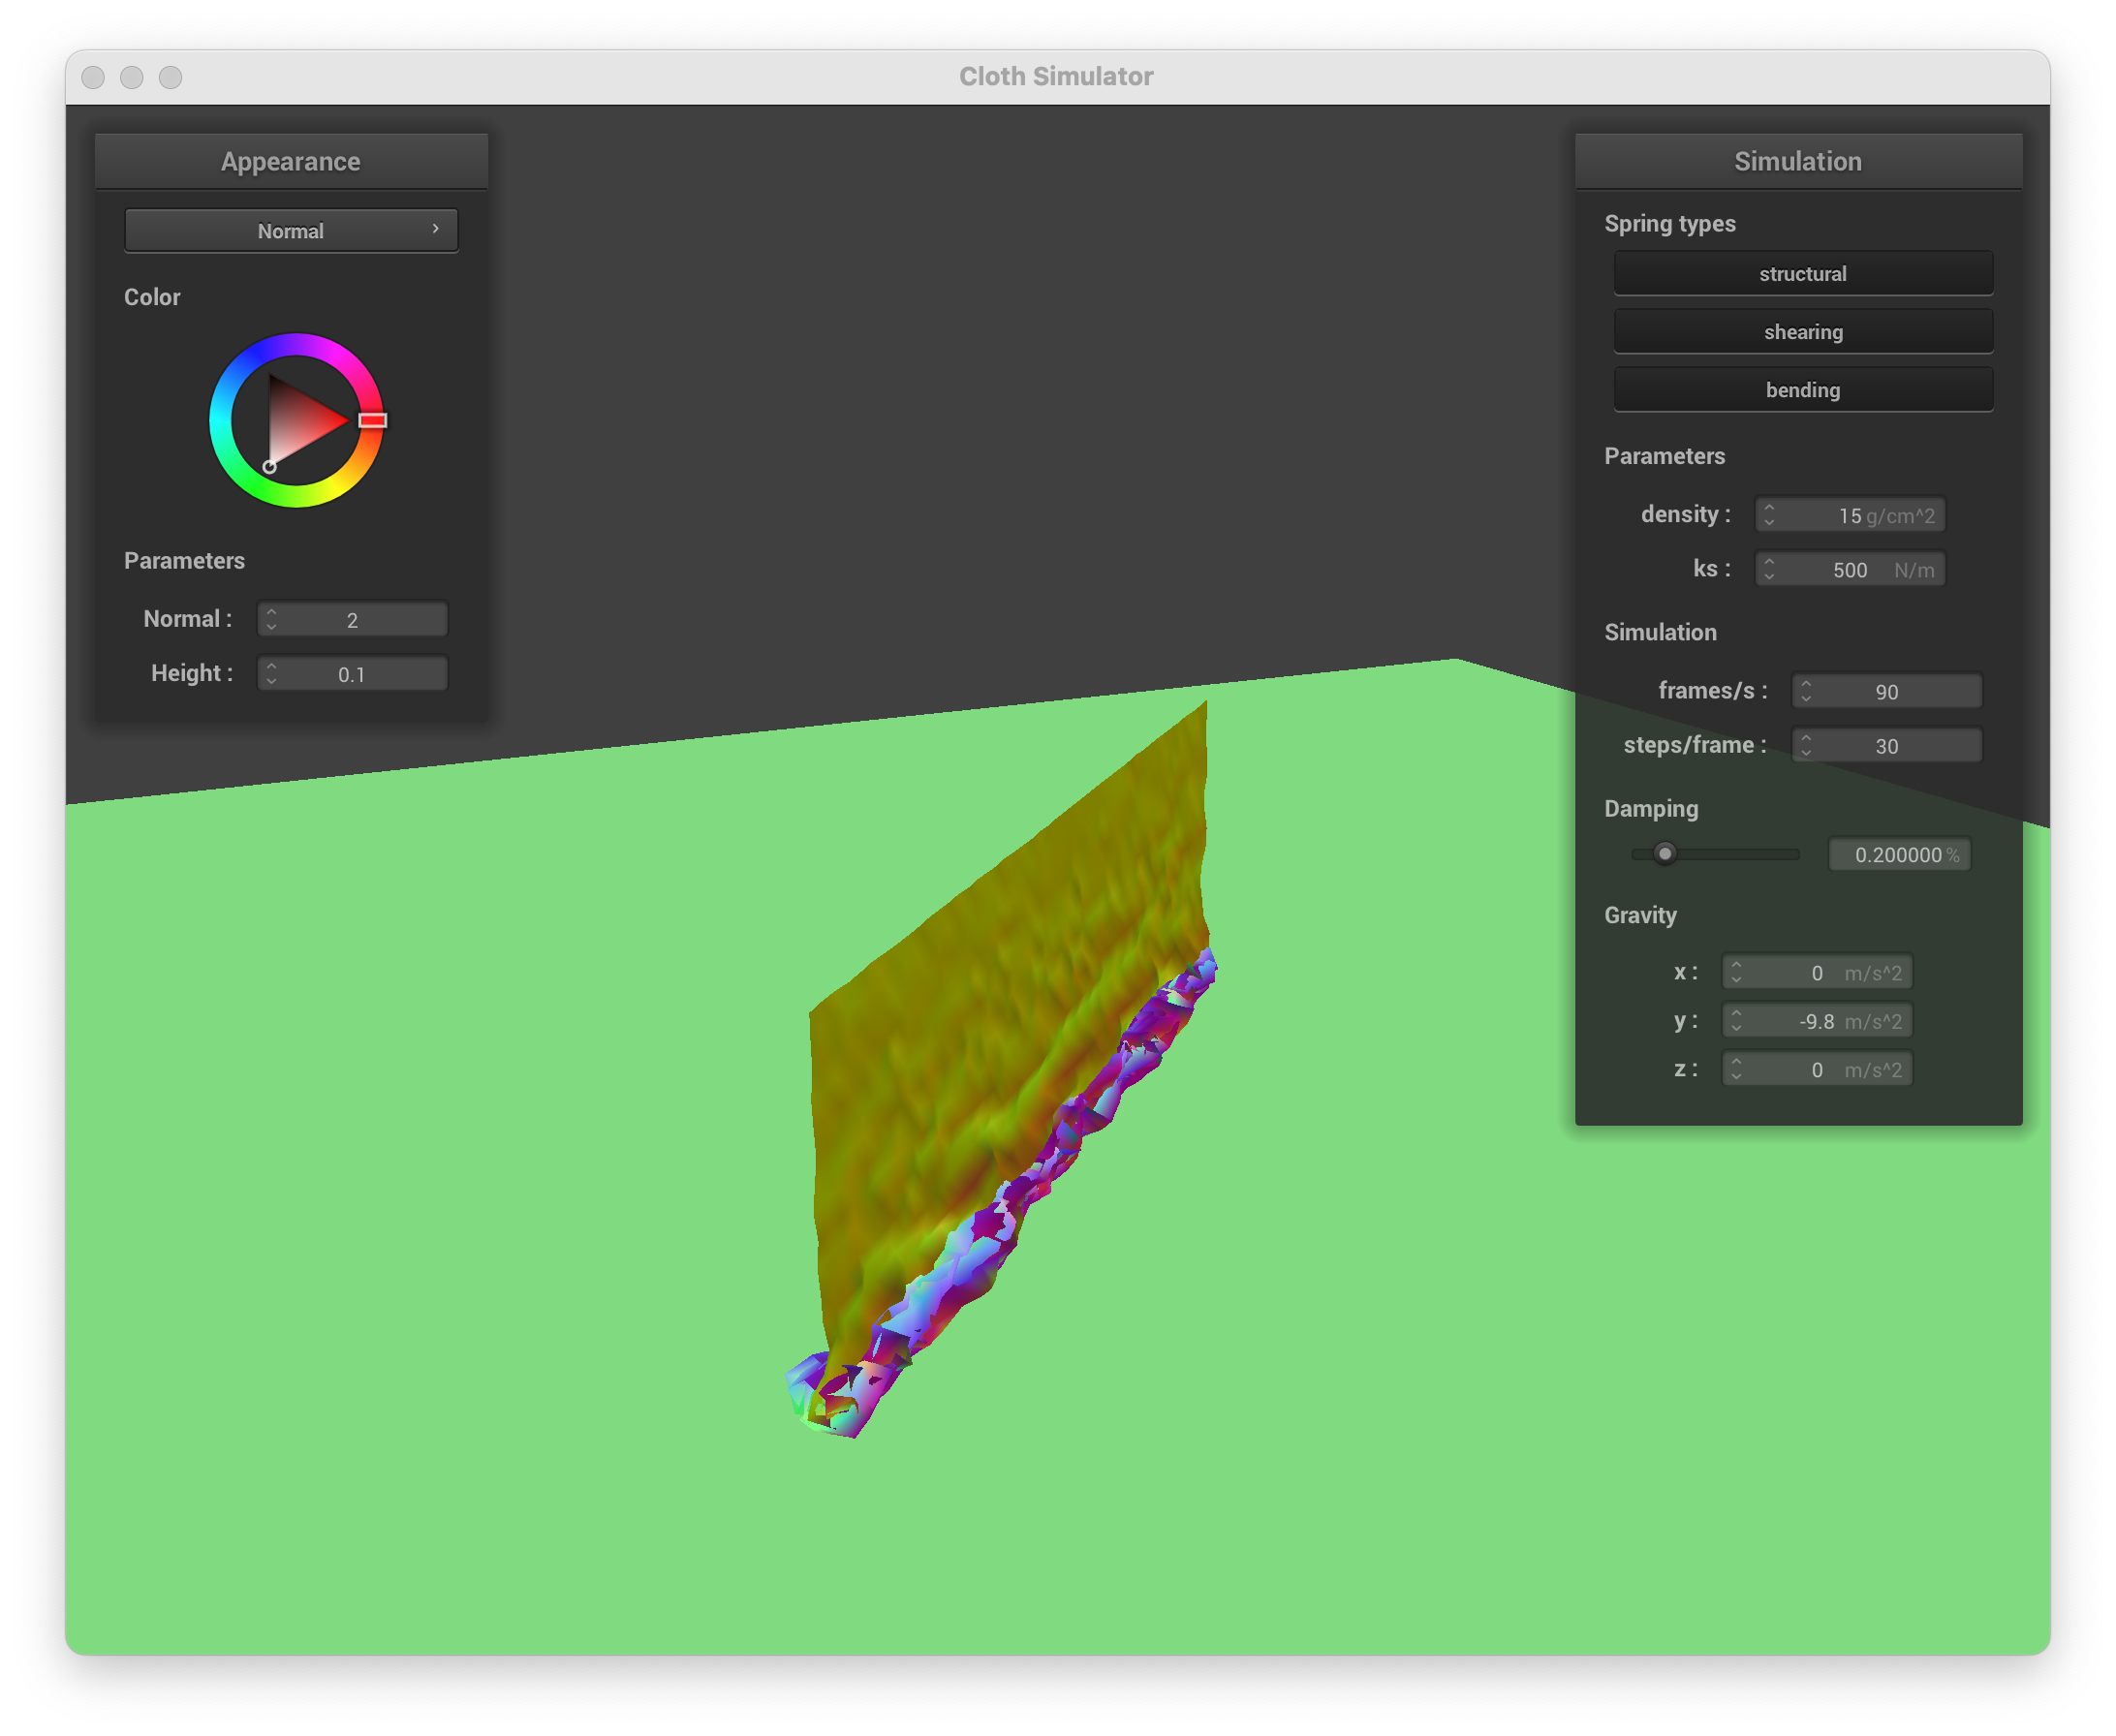 Cloth Simulator
Appearance
Normal
Color
Parameters
Normal :
2
Height :
0.1
Simulation
Spring types
structural
shearing
bending
Parameters
density :
15 g/cm^2
ks :
500 N/m
Simulation
frames/s :
90
steps/frame :
30
Damping
0.200000 %
Gravity
x :
0 m/s^2
y :
-9.8 m/s^2
z :
0 m/s^2